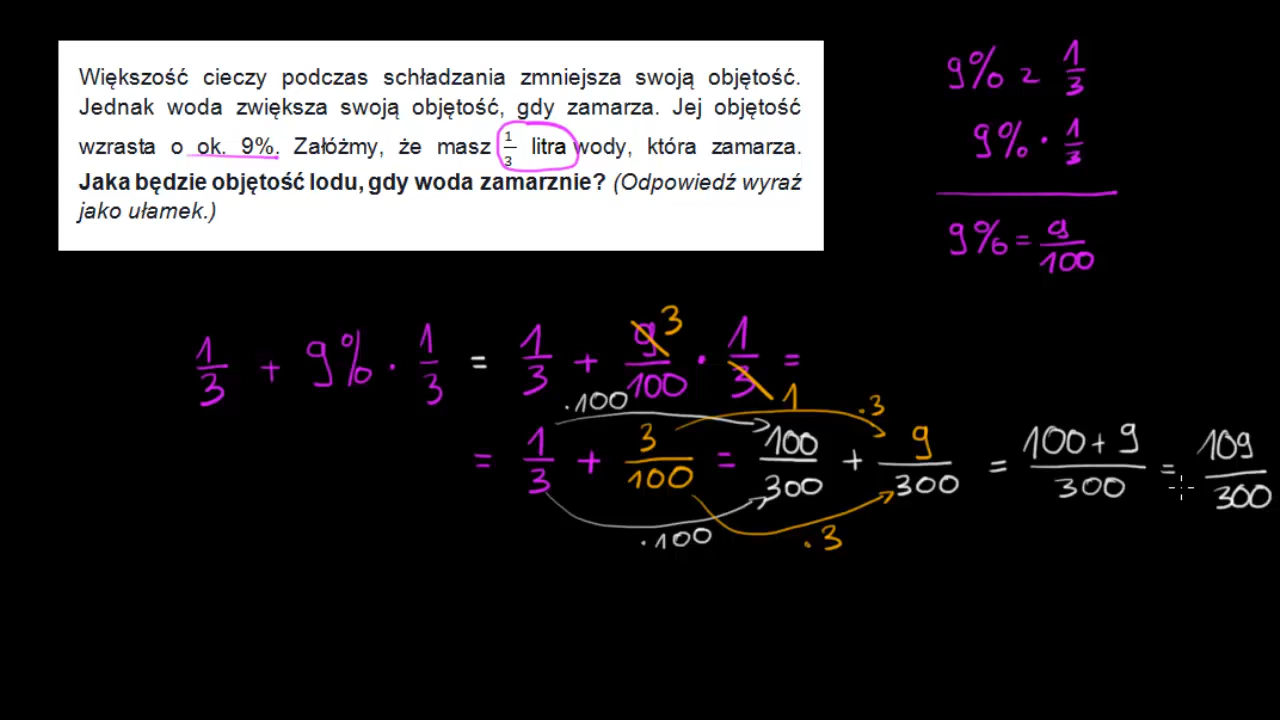 Większość cieczy podczas schładzania zmniejsza swoją objętość.
Jednak woda zwiększa swoją objętość, gdy zamarza. Jej objętość
wzrasta o ok. 9%. Załóżmy, że masz 1/3 litra wody, która zamarza.
Jaka będzie objętość lodu, gdy woda zamarznie? (Odpowiedź wyraź
jako ułamek.)
9% z 1/3
9% · 1/3
9% = 9/100
1/3 + 9% · 1/3 = 1/3 + 9/100 · 1/3 =
3
1
·100
·3
= 1/3 + 3/100 = 100/300 + 9/300 = 100+9/300 = 109/300
·100
·3